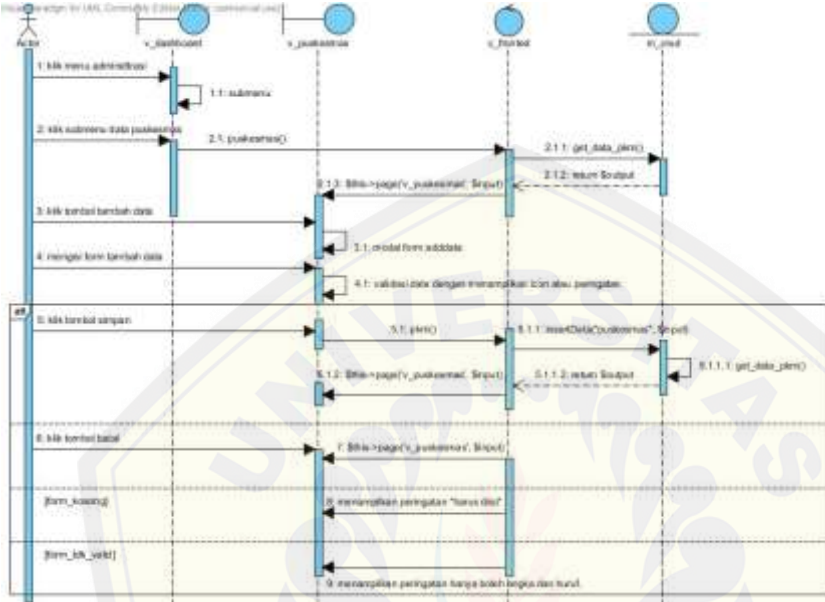 Actor
v_dashboard
v_puskesmas
m_crud
1: klik menu administrasi
1.1: submenu
2: klik submenu data puskesmas
2.1: puskesmas()
2.1.1: get_data_pkm()
2.1.2: return $output
2.1.3: $this->page('v_puskesmas', $input)
3: klik tombol tambah data
3.1: modal form adddata
4: mengisi form tambah data
4.1: validasi data dengan menampilkan icon atau peringatan
alt
5: klik tombol simpan
5.1: pkm()
5.1.1: insertData("puskesmas", $input)
5.1.1.1: get_data_pkm()
5.1.1.2: return $output
5.1.2: $this->page('v_puskesmas', $input)
6: klik tombol batal
7: $this->page('v_puskesmas', $input)
[form_kosong]
8: menampilkan peringatan "harus diisi"
[form_tdk_valid]
9: menampilkan peringatan hanya boleh angka dan huruf.
UNIVERSITAS